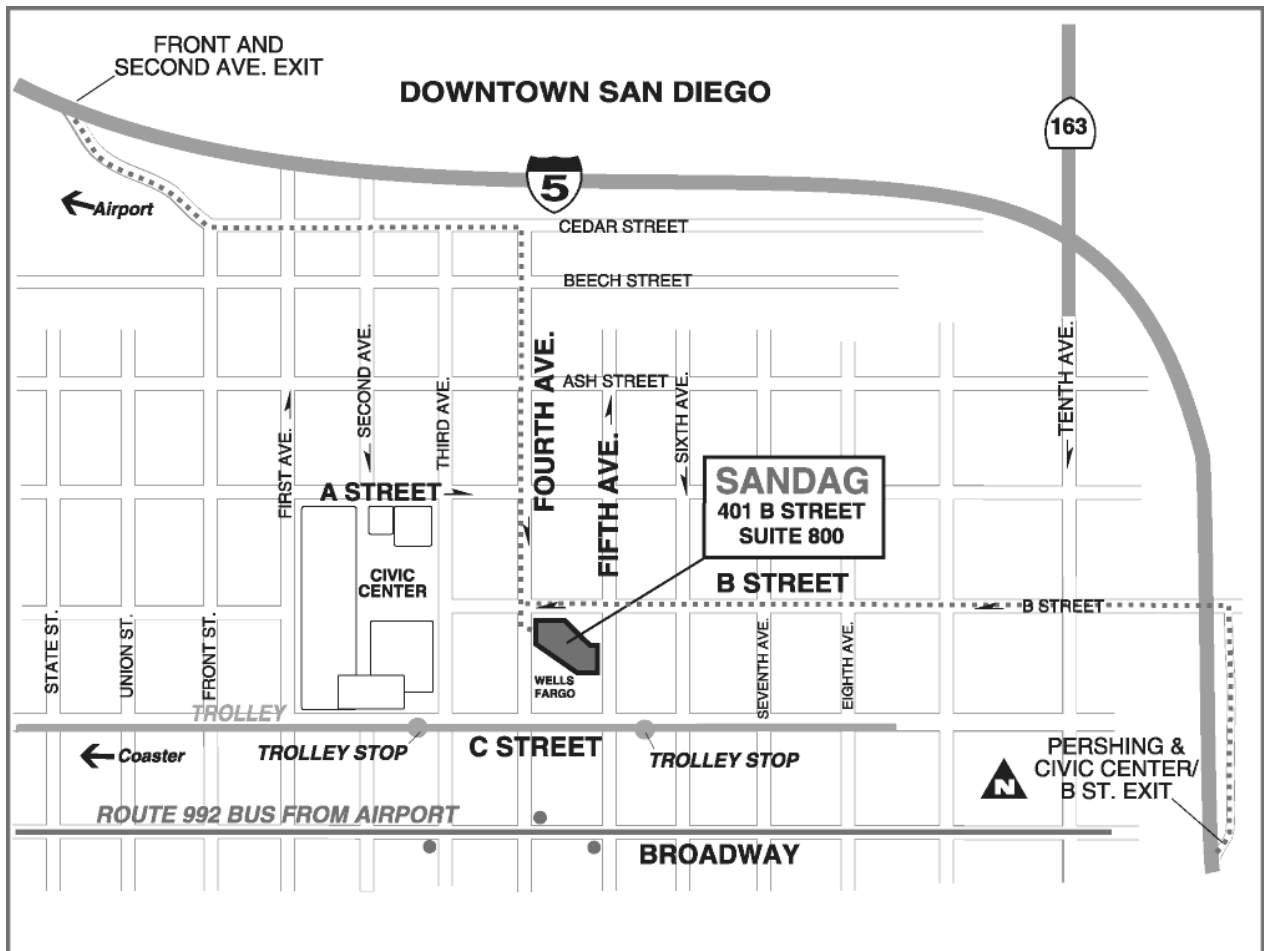 FRONT AND
SECOND AVE. EXIT
DOWNTOWN SAN DIEGO
163
5
Airport
CEDAR STREET
BEECH STREET
ASH STREET
FIRST AVE.
SECOND AVE.
THIRD AVE.
FOURTH AVE.
FIFTH AVE.
SIXTH AVE.
TENTH AVE.
A STREET
SANDAG
401 B STREET
SUITE 800
CIVIC
CENTER
B STREET
B STREET
STATE ST.
UNION ST.
FRONT ST.
WELLS
FARGO
SEVENTH AVE.
EIGHTH AVE.
TROLLEY
Coaster
TROLLEY STOP
C STREET
TROLLEY STOP
N
PERSHING &
CIVIC CENTER/
B ST. EXIT
ROUTE 992 BUS FROM AIRPORT
BROADWAY